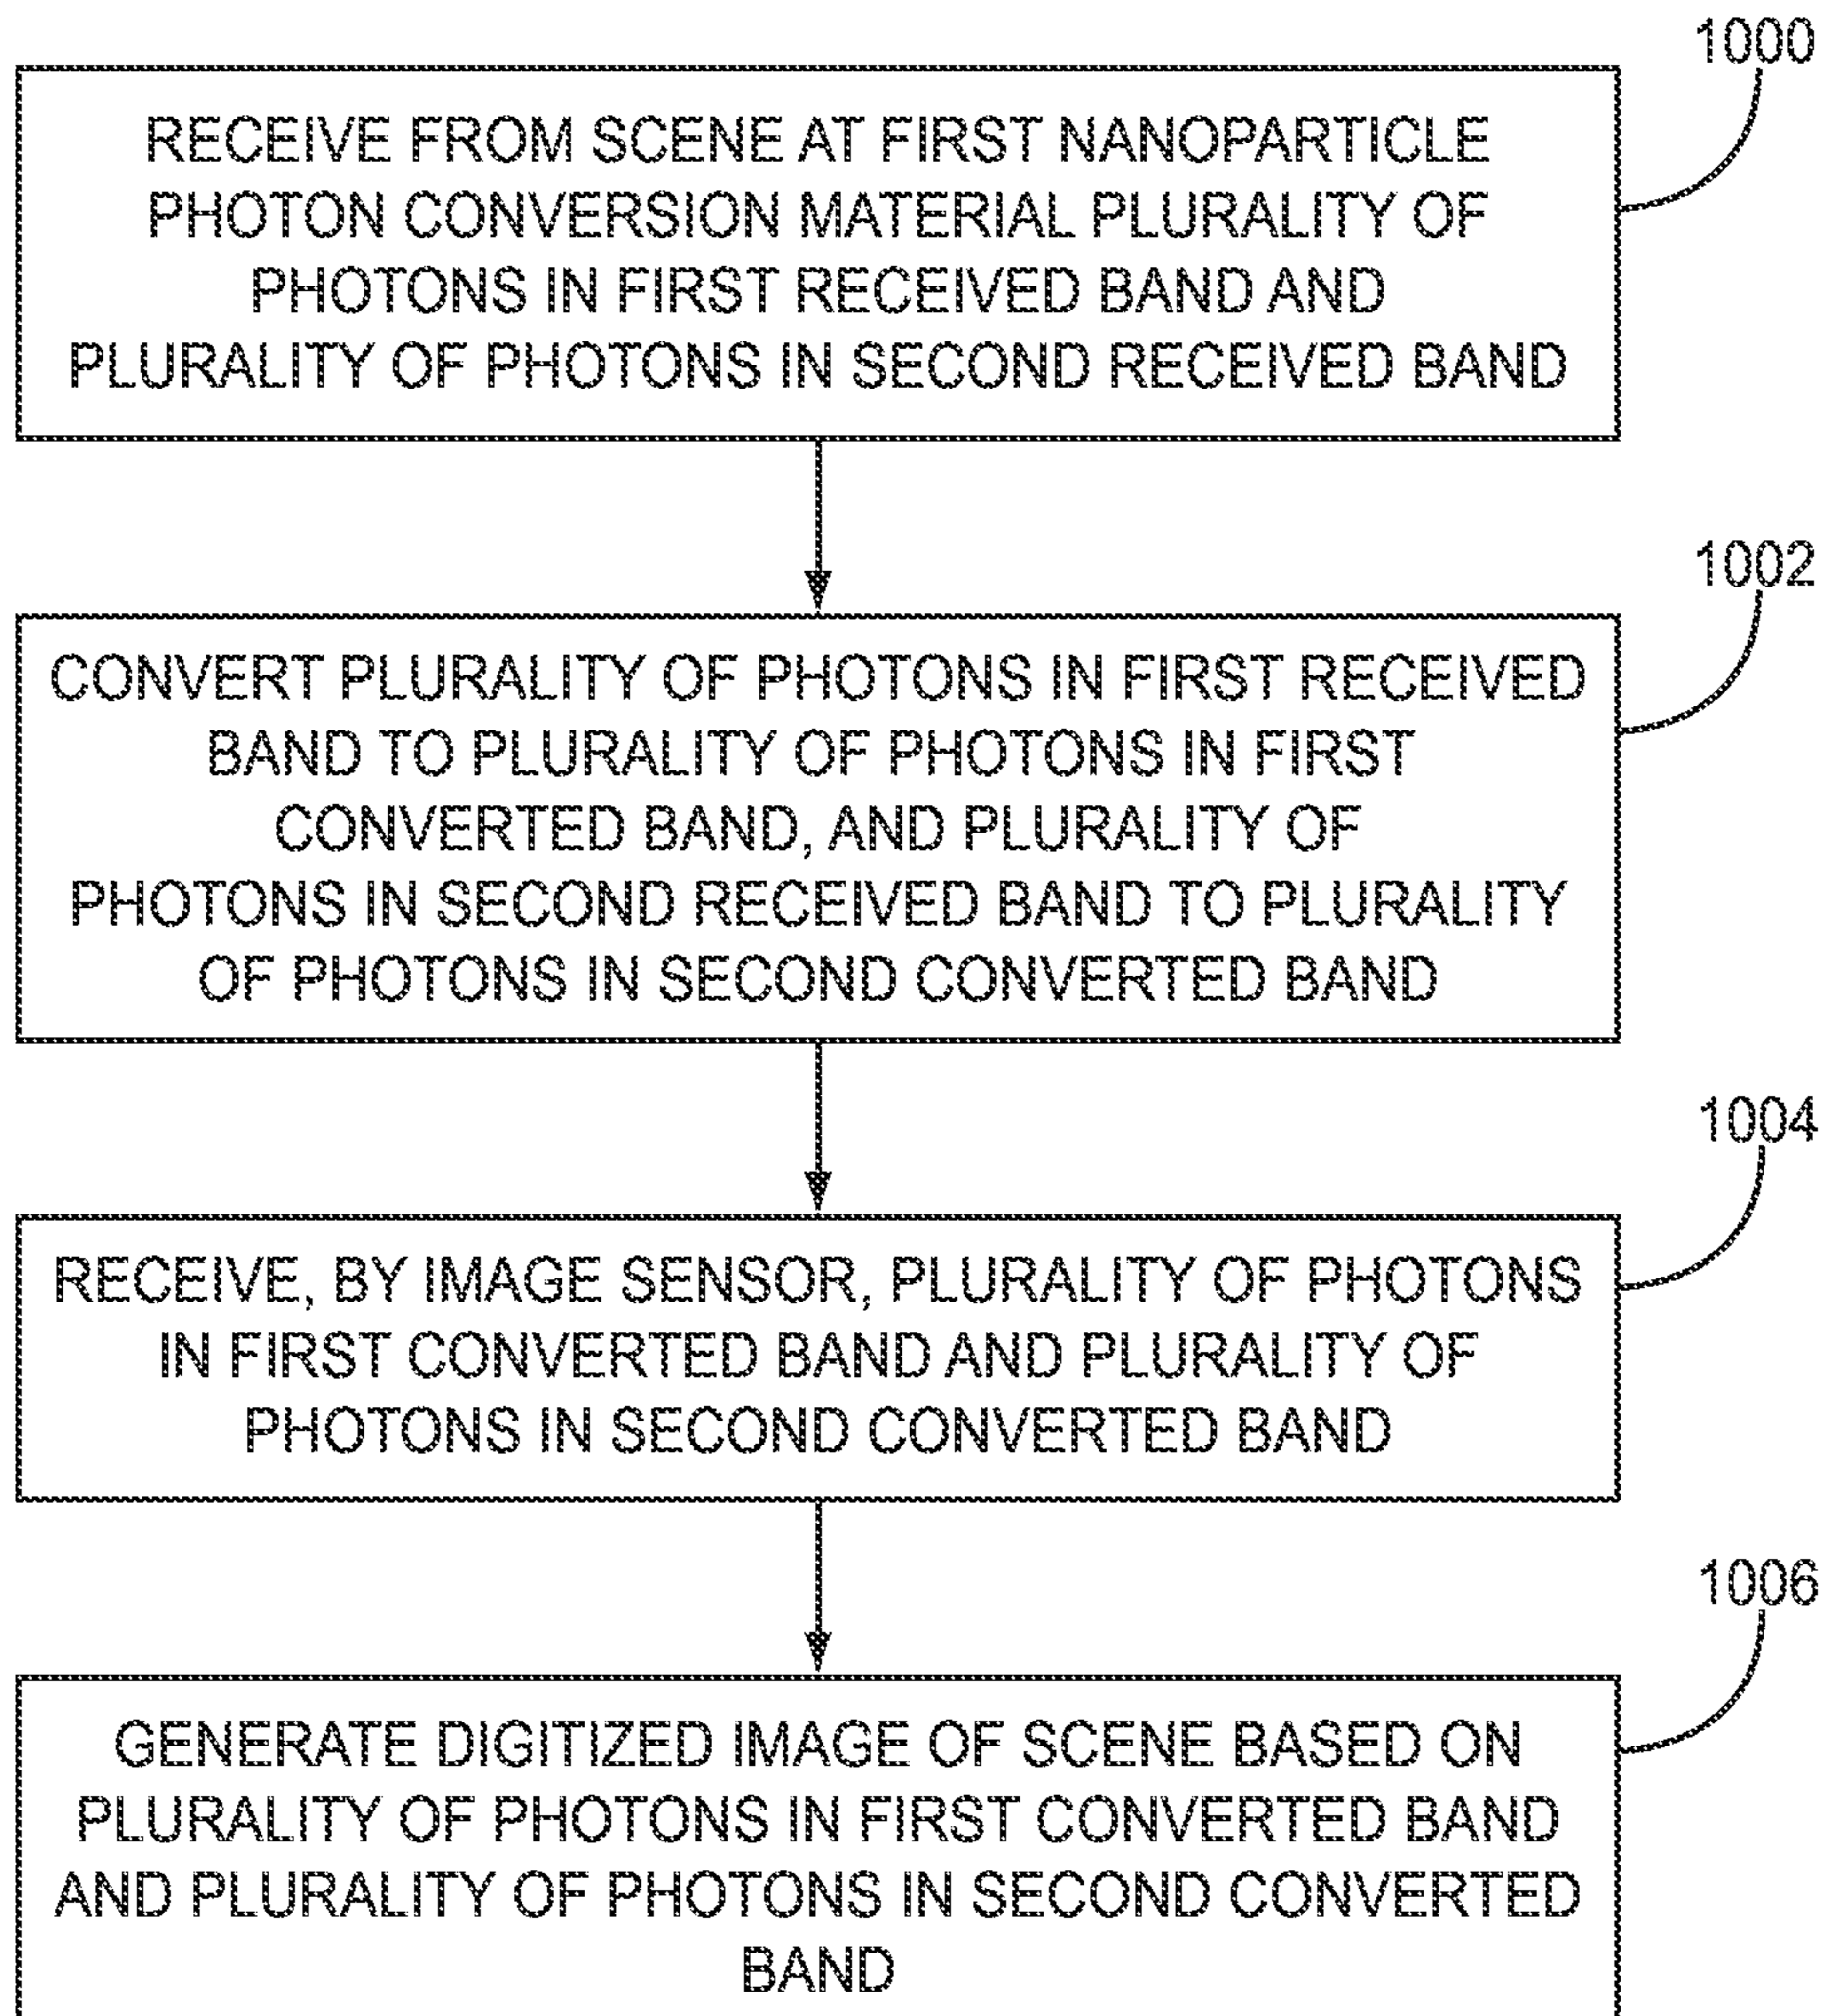 1000
RECEIVE FROM SCENE AT FIRST NANOPARTICLE
PHOTON CONVERSION MATERIAL PLURALITY OF
PHOTONS IN FIRST RECEIVED BAND AND
PLURALITY OF PHOTONS IN SECOND RECEIVED BAND
1002
CONVERT PLURALITY OF PHOTONS IN FIRST RECEIVED
BAND TO PLURALITY OF PHOTONS IN FIRST
CONVERTED BAND, AND PLURALITY OF
PHOTONS IN SECOND RECEIVED BAND TO PLURALITY
OF PHOTONS IN SECOND CONVERTED BAND
1004
RECEIVE, BY IMAGE SENSOR, PLURALITY OF PHOTONS
IN FIRST CONVERTED BAND AND PLURALITY OF
PHOTONS IN SECOND CONVERTED BAND
1006
GENERATE DIGITIZED IMAGE OF SCENE BASED ON
PLURALITY OF PHOTONS IN FIRST CONVERTED BAND
AND PLURALITY OF PHOTONS IN SECOND CONVERTED
BAND